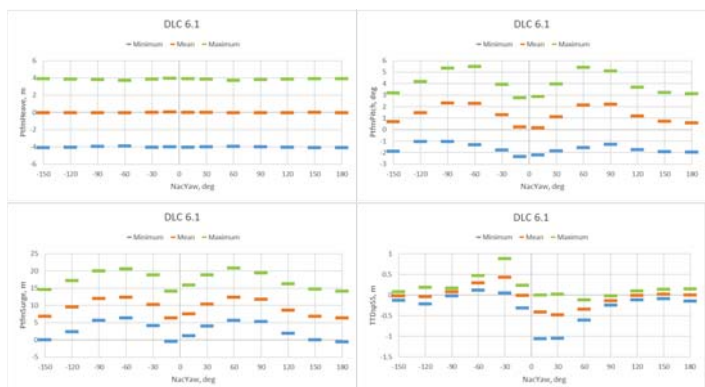 DLC 6.1
Minimum Mean Maximum
PtfmHeave, m
6
4
2
0
-2
-4
-6
-150 -120 -90 -60 -30 0 30 60 90 120 150 180
NacYaw, deg
DLC 6.1
Minimum Mean Maximum
PtfmPitch, deg
6
5
4
3
2
1
0
-1
-2
-3
-150 -120 -90 -60 -30 0 30 60 90 120 150 180
NacYaw, deg
DLC 6.1
Minimum Mean Maximum
PtfmSurge, m
25
20
15
10
5
0
-5
-150 -120 -90 -60 -30 0 30 60 90 120 150 180
NacYaw, deg
DLC 6.1
Minimum Mean Maximum
TTDspSS, m
1
0.5
0
-0.5
-1
-1.5
-150 -120 -90 -60 -30 0 30 60 90 120 150 180
NacYaw, deg